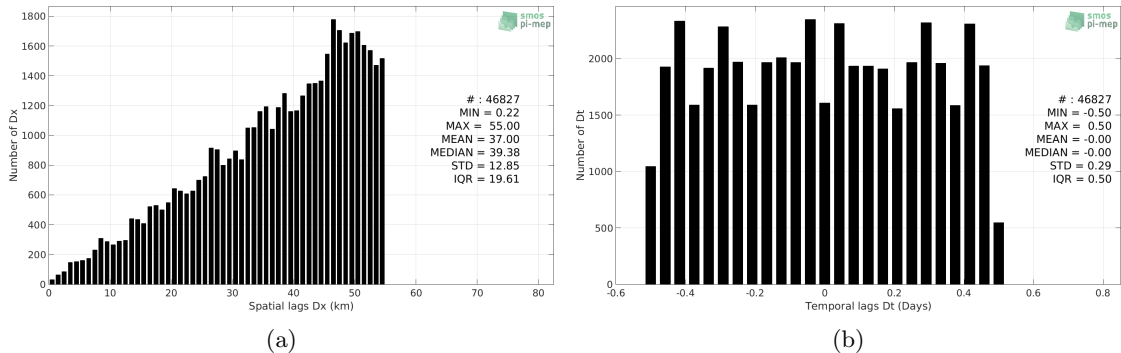 1800
1600
1400
1200
1000
800
600
400
200
0
Number of Dx
0 10 20 30 40 50 60 70 80
Spatial lags Dx (km)
smos
pi-mep
# : 46827
MIN = 0.22
MAX = 55.00
MEAN = 37.00
MEDIAN = 39.38
STD = 12.85
IQR = 19.61
(a)
2000
1500
1000
500
0
Number of Dt
-0.6 -0.4 -0.2 0 0.2 0.4 0.6 0.8
Temporal lags Dt (Days)
smos
pi-mep
# : 46827
MIN = -0.50
MAX = 0.50
MEAN = -0.00
MEDIAN = -0.00
STD = 0.29
IQR = 0.50
(b)